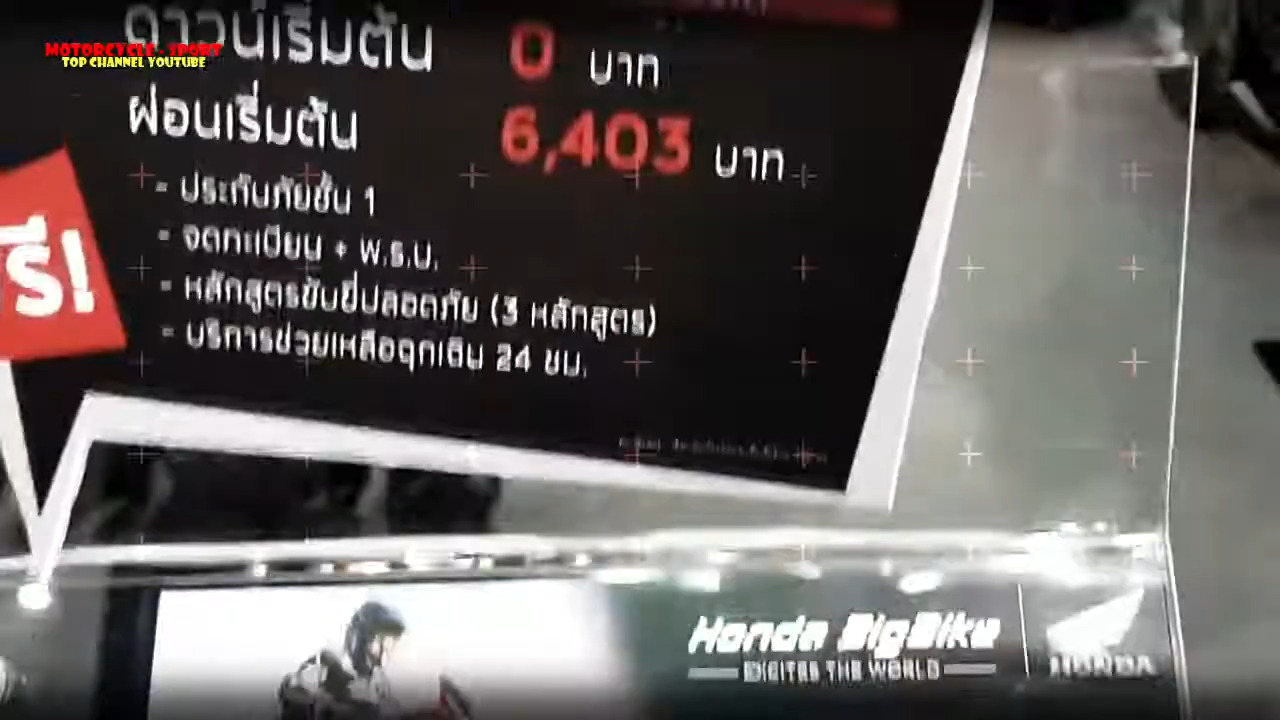 MOTORCYCLE - SPORT
TOP CHANNEL YOUTUBE
ดาวน์เริ่มต้น 0 บาท
ผ่อนเริ่มต้น 6,403 บาท
- ประกันภัยชั้น 1
- จดทะเบียน + พ.ร.บ.
- หลักสูตรขับขี่ปลอดภัย (3 หลักสูตร)
- บริการช่วยเหลือฉุกเฉิน 24 ชม.
รี!
Honda BigBike
EXCITES THE WORLD
HONDA